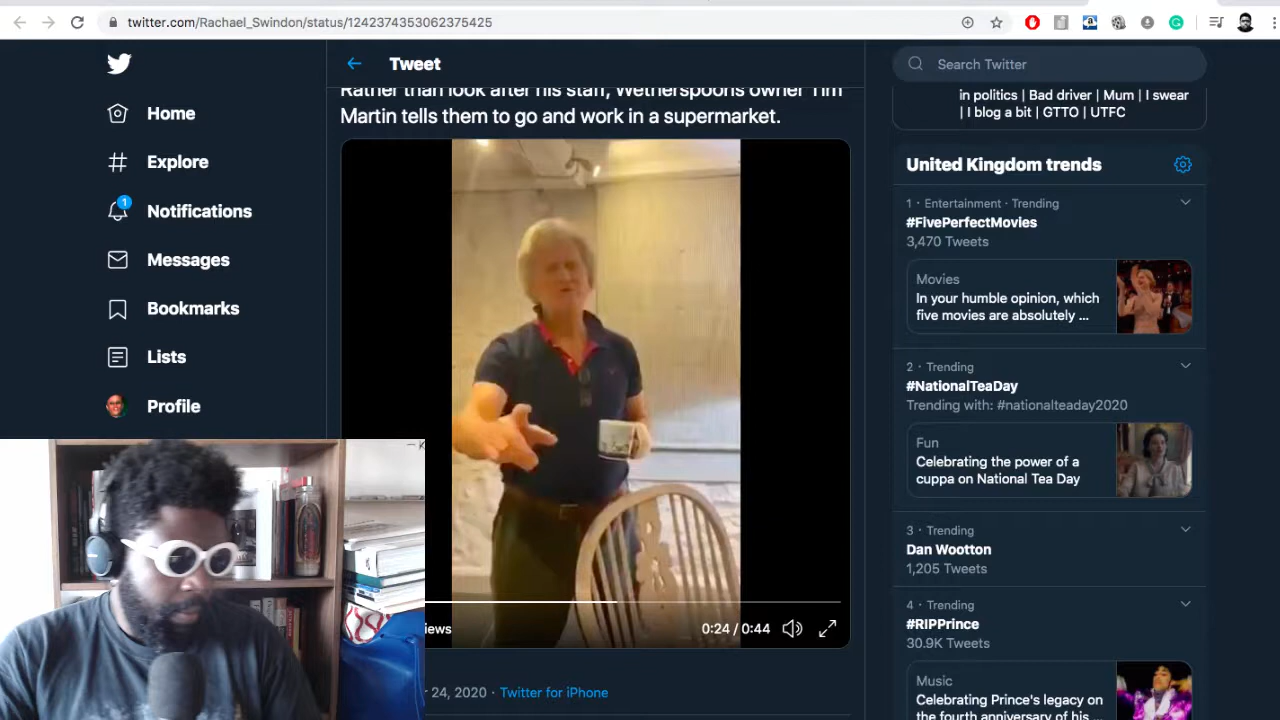 twitter.com/Rachael_Swindon/status/1242374353062375425
Tweet
Search Twitter
Home
Explore
1
Notifications
Messages
Bookmarks
Lists
Profile
Rather than look after his staff, Wetherspoons owner Tim
Martin tells them to go and work in a supermarket.
iews
0:24 / 0:44
r 24, 2020 · Twitter for iPhone
in politics | Bad driver | Mum | I swear
| I blog a bit | GTTO | UTFC
United Kingdom trends
1 · Entertainment · Trending
#FivePerfectMovies
3,470 Tweets
Movies
In your humble opinion, which
five movies are absolutely ...
2 · Trending
#NationalTeaDay
Trending with: #nationalteaday2020
Fun
Celebrating the power of a
cuppa on National Tea Day
3 · Trending
Dan Wootton
1,205 Tweets
4 · Trending
#RIPPrince
30.9K Tweets
Music
Celebrating Prince's legacy on
the fourth anniversary of his